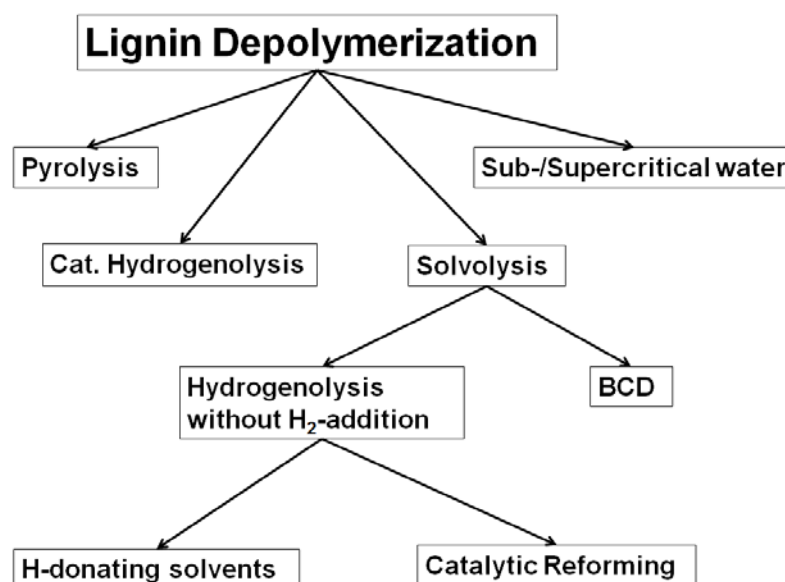 Lignin Depolymerization
Pyrolysis
Sub-/Supercritical water
Cat. Hydrogenolysis
Solvolysis
Hydrogenolysis
without H₂-addition
BCD
H-donating solvents
Catalytic Reforming